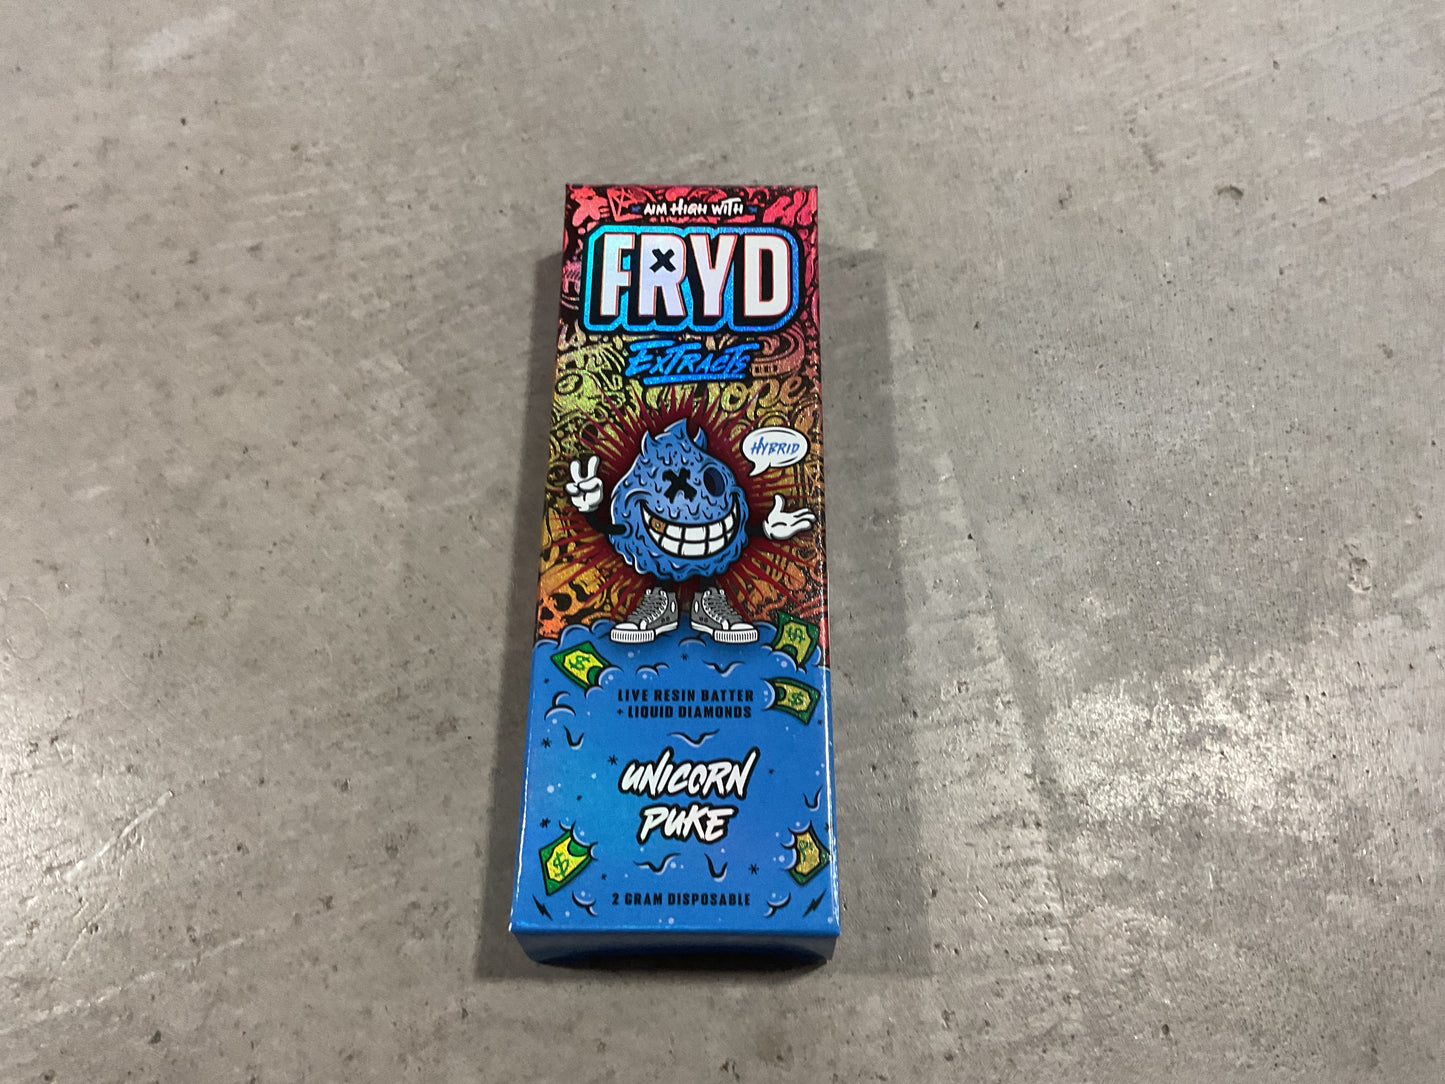 AIM HIGH WITH
FRYD
EXTRACTS
HYBRID
LIVE RESIN BATTER
+ LIQUID DIAMONDS
UNICORN
PUKE
2 GRAM DISPOSABLE